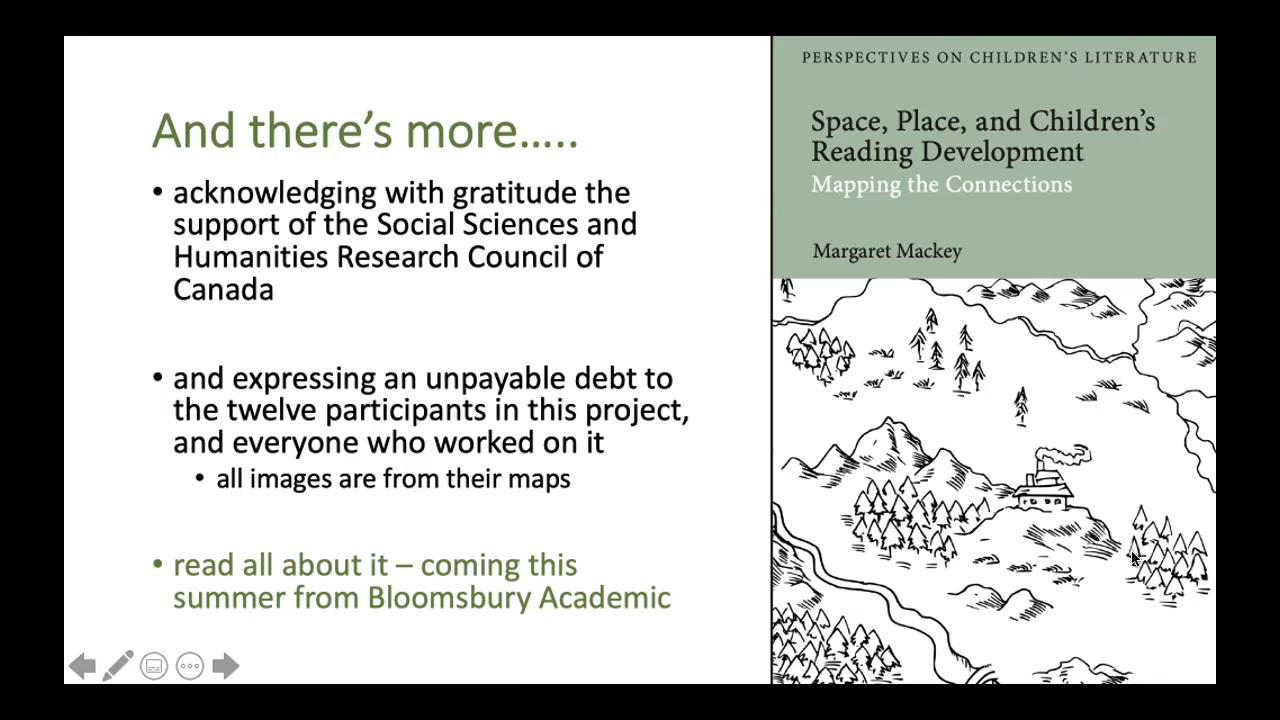 And there’s more…..
• acknowledging with gratitude the
support of the Social Sciences and
Humanities Research Council of
Canada
• and expressing an unpayable debt to
the twelve participants in this project,
and everyone who worked on it
• all images are from their maps
• read all about it – coming this
summer from Bloomsbury Academic
PERSPECTIVES ON CHILDREN’S LITERATURE
Space, Place, and Children’s
Reading Development
Mapping the Connections
Margaret Mackey